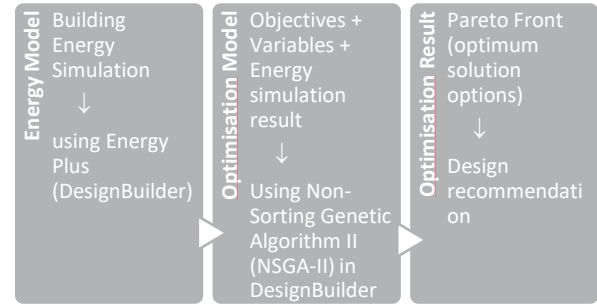 Energy Model
Building
Energy
Simulation
↓
using Energy
Plus
(DesignBuilder)
Optimisation Model
Objectives +
Variables +
Energy
simulation
result
↓
Using Non-
Sorting Genetic
Algorithm II
(NSGA-II) in
DesignBuilder
Optimisation Result
Pareto Front
(optimum
solution
options)
↓
Design
recommendati
on